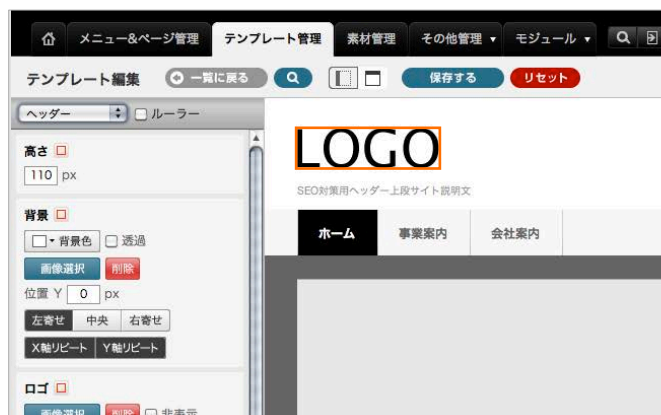 メニュー&ページ管理 テンプレート管理 素材管理 その他管理 ▼ モジュール ▼
テンプレート編集 一覧に戻る 保存する リセット
ヘッダー ルーラー
高さ
110 px
背景
背景色 透過
画像選択 削除
位置 Y 0 px
左寄せ 中央 右寄せ
X軸リピート Y軸リピート
ロゴ
画像選択 削除 非表示
LOGO
SEO対策用ヘッダー上段サイト説明文
ホーム 事業案内 会社案内